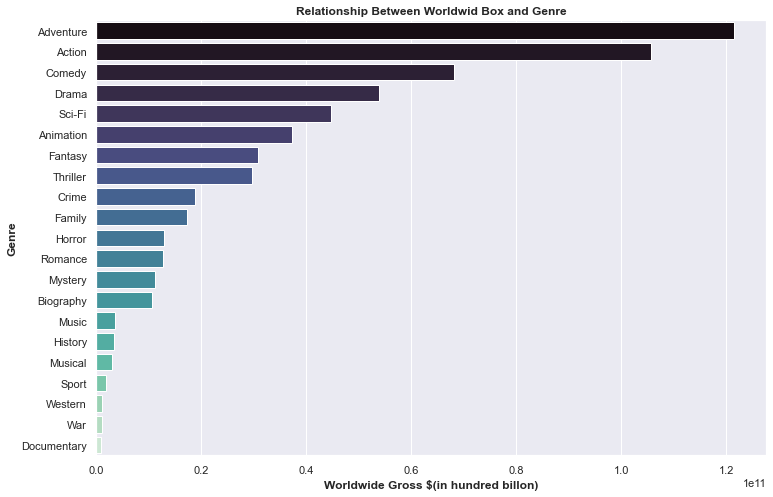 Relationship Between Worldwid Box and Genre
Adventure
Action
Comedy
Drama
Sci-Fi
Animation
Fantasy
Thriller
Crime
Family
Horror
Romance
Mystery
Biography
Music
History
Musical
Sport
Western
War
Documentary
Genre
0.0 0.2 0.4 0.6 0.8 1.0 1.2
1e11
Worldwide Gross $(in hundred billon)